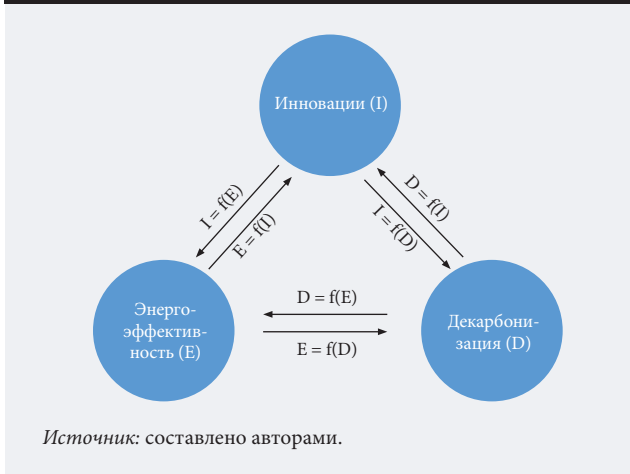 Инновации (I)
I = f(E)
E = f(I)
D = f(I)
I = f(D)
Энерго-
эффектив-
ность (E)
D = f(E)
E = f(D)
Декарбони-
зация (D)
Источник: составлено авторами.